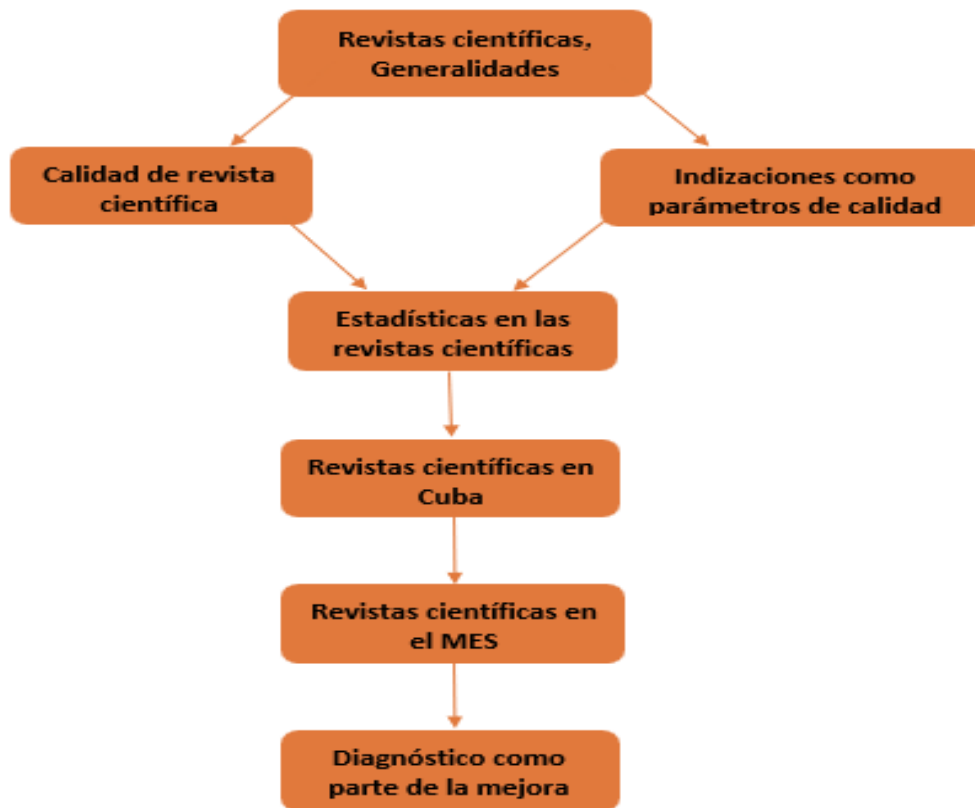 Revistas científicas,
Generalidades
Calidad de revista
científica
Indizaciones como
parámetros de calidad
Estadísticas en las
revistas científicas
Revistas científicas en
Cuba
Revistas científicas en
el MES
Diagnóstico como
parte de la mejora